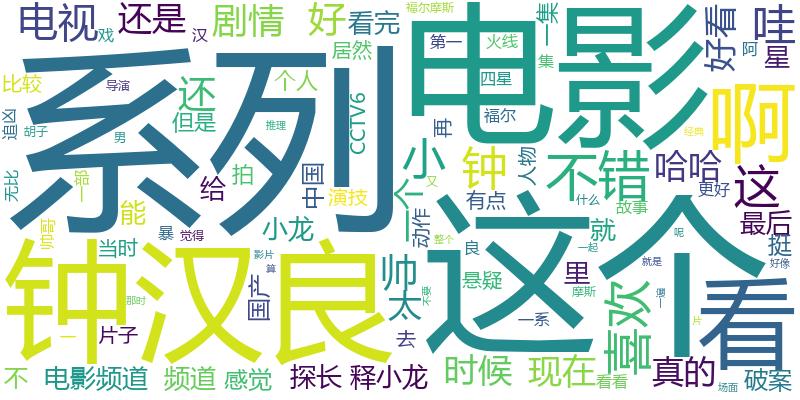 电视
戏
还是
汉
剧情
好
看完
福尔摩斯
第一
火线
一集
好看
哇
居然
集
阿
星
比较
导演
还
个人
四星
系列
电影
CCTV6
福尔
再
但是
追凶
胡子
男
推理
经典
啊
小
钟
不错
哈哈
人物
无比
给
拍
中国
个
又
什么
更好
这
能
演技
有点
故事
帅哥
暴
觉得
小龙
动作
就
最后
当时
整个
良
一起
呢
挺
钟汉良
这个
看
影片
算
国产
帅
悬疑
里
就是
好像
那时
太
不要
摩斯
喜欢
一
片子
去
一系
片
不
电影频道
频道
感觉
探长
释小龙
时候
现在
看看
真的
场面
破案